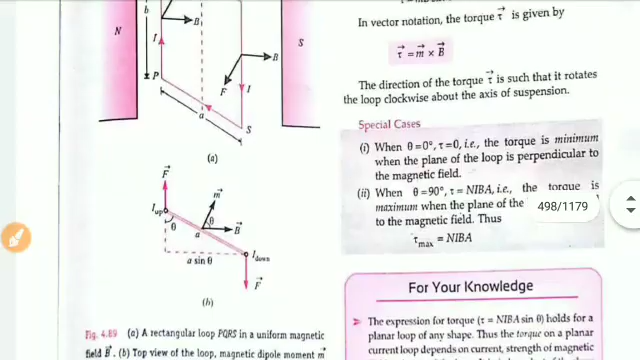 N
b
B
S
I
P
F
B
I
a
S
(a)
F
m
I up
θ
B
θ
a
a sin θ
I down
F
(b)
Fig. 4.89 (a) A rectangular loop PQRS in a uniform magnetic
field B. (b) Top view of the loop, magnetic dipole moment m
In vector notation, the torque τ is given by
τ = m × B
The direction of the torque τ is such that it rotates
the loop clockwise about the axis of suspension.
Special Cases
(i) When θ = 0°, τ = 0, i.e., the torque is minimum
when the plane of the loop is perpendicular to
the magnetic field.
(ii) When θ = 90°, τ = NIBA, i.e., the torque is
maximum when the plane of the
to the magnetic field. Thus
τmax = NIBA
498/1179
For Your Knowledge
➤ The expression for torque (τ = NIBA sin θ) holds for a
planar loop of any shape. Thus the torque on a planar
current loop depends on current, strength of magnetic